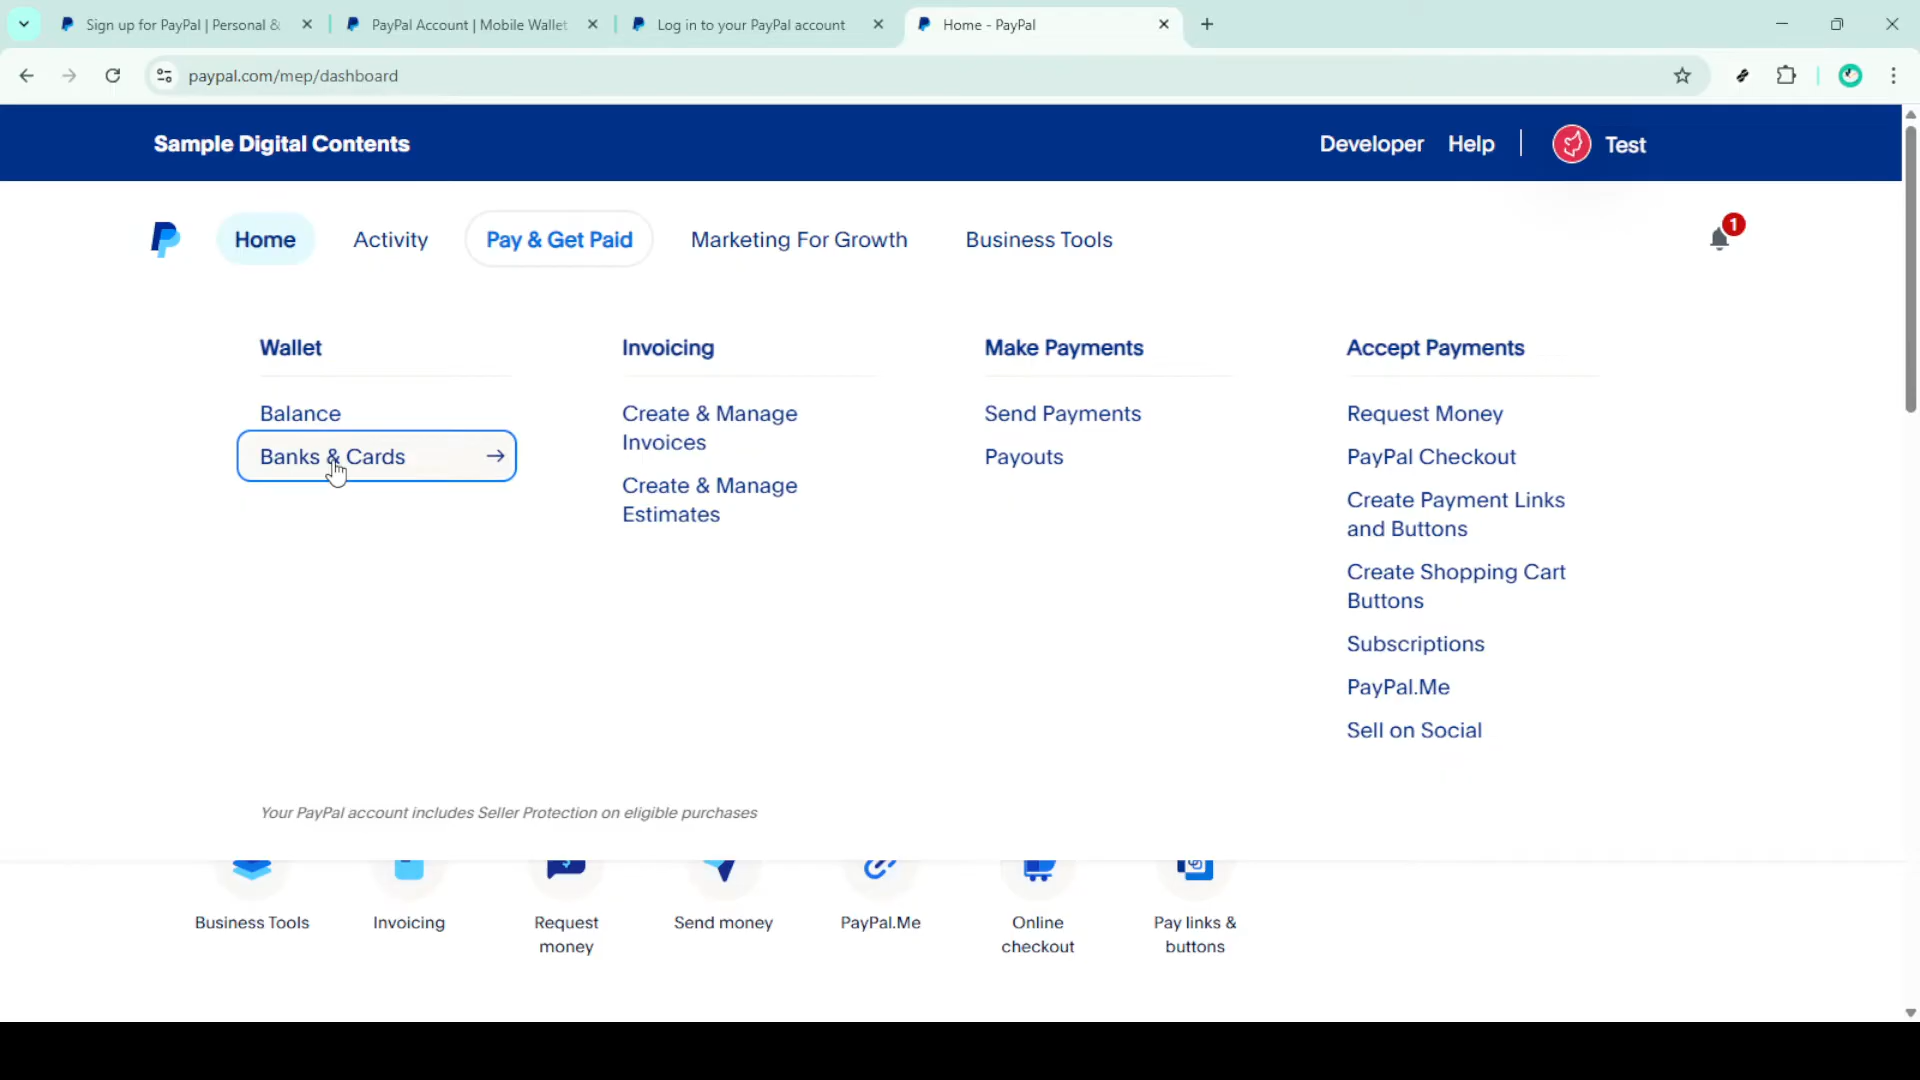 Sign up for PayPal | Personal &
PayPal Account | Mobile Wallet
Log in to your PayPal account
Home - PayPal
paypal.com/mep/dashboard
Sample Digital Contents
Developer
Help
Test
Home
Activity
Pay & Get Paid
Marketing For Growth
Business Tools
1
Wallet
Balance
Banks & Cards
Invoicing
Create & Manage
Invoices
Create & Manage
Estimates
Make Payments
Send Payments
Payouts
Accept Payments
Request Money
PayPal Checkout
Create Payment Links
and Buttons
Create Shopping Cart
Buttons
Subscriptions
PayPal.Me
Sell on Social
Your PayPal account includes Seller Protection on eligible purchases
Business Tools
Invoicing
Request
money
Send money
PayPal.Me
Online
checkout
Pay links &
buttons